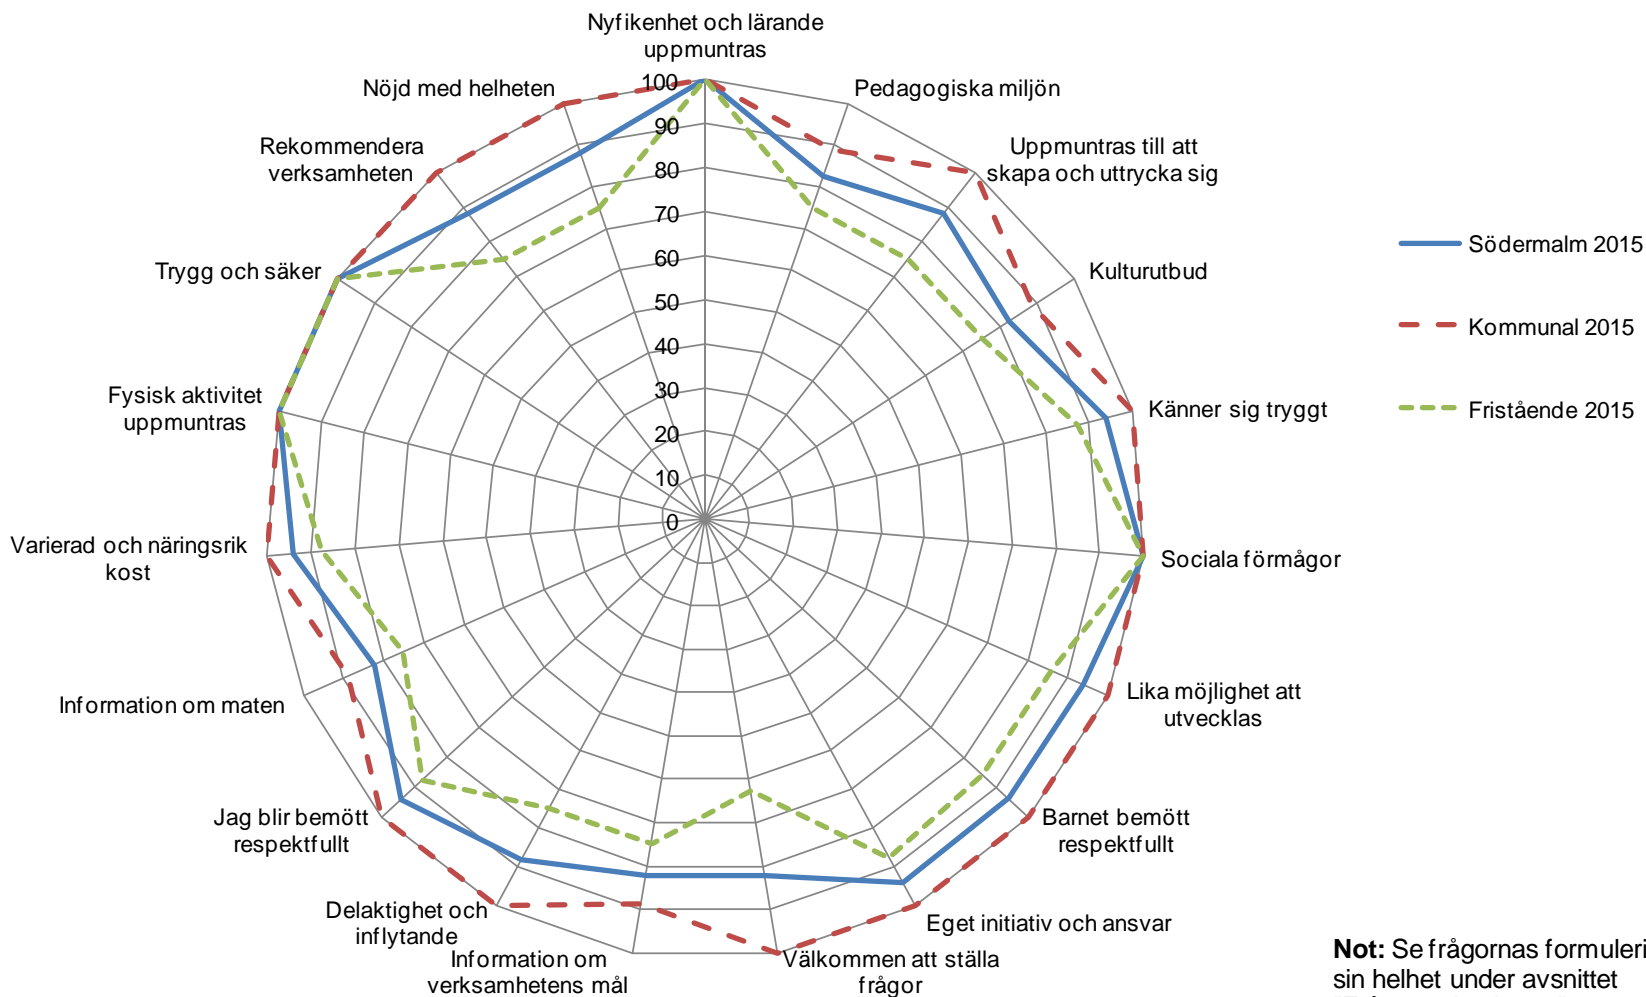 Nyfikenhet och lärande
uppmuntras
Pedagogiska miljön
Uppmuntras till att
skapa och uttrycka sig
Kulturutbud
Känner sig tryggt
Sociala förmågor
Lika möjlighet att
utvecklas
Barnet bemött
respektfullt
Eget initiativ och ansvar
Välkommen att ställa
frågor
Information om
verksamhetens mål
Delaktighet och
inflytande
Jag blir bemött
respektfullt
Information om maten
Varierad och näringsrik
kost
Fysisk aktivitet
uppmuntras
Trygg och säker
Rekommendera
verksamheten
Nöjd med helheten
100
90
80
70
60
50
40
30
20
10
0
Södermalm 2015
Kommunal 2015
Fristående 2015
Not: Se frågornas formuleri
sin helhet under avsnittet